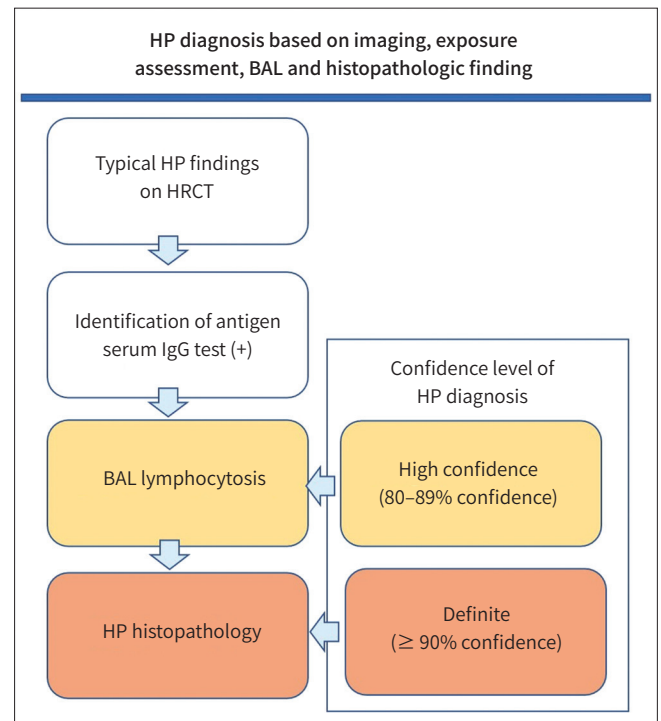 HP diagnosis based on imaging, exposure
assessment, BAL and histopathologic finding
Typical HP findings
on HRCT
Identification of antigen
serum IgG test (+)
Confidence level of
HP diagnosis
BAL lymphocytosis
High confidence
(80–89% confidence)
HP histopathology
Definite
(≥ 90% confidence)